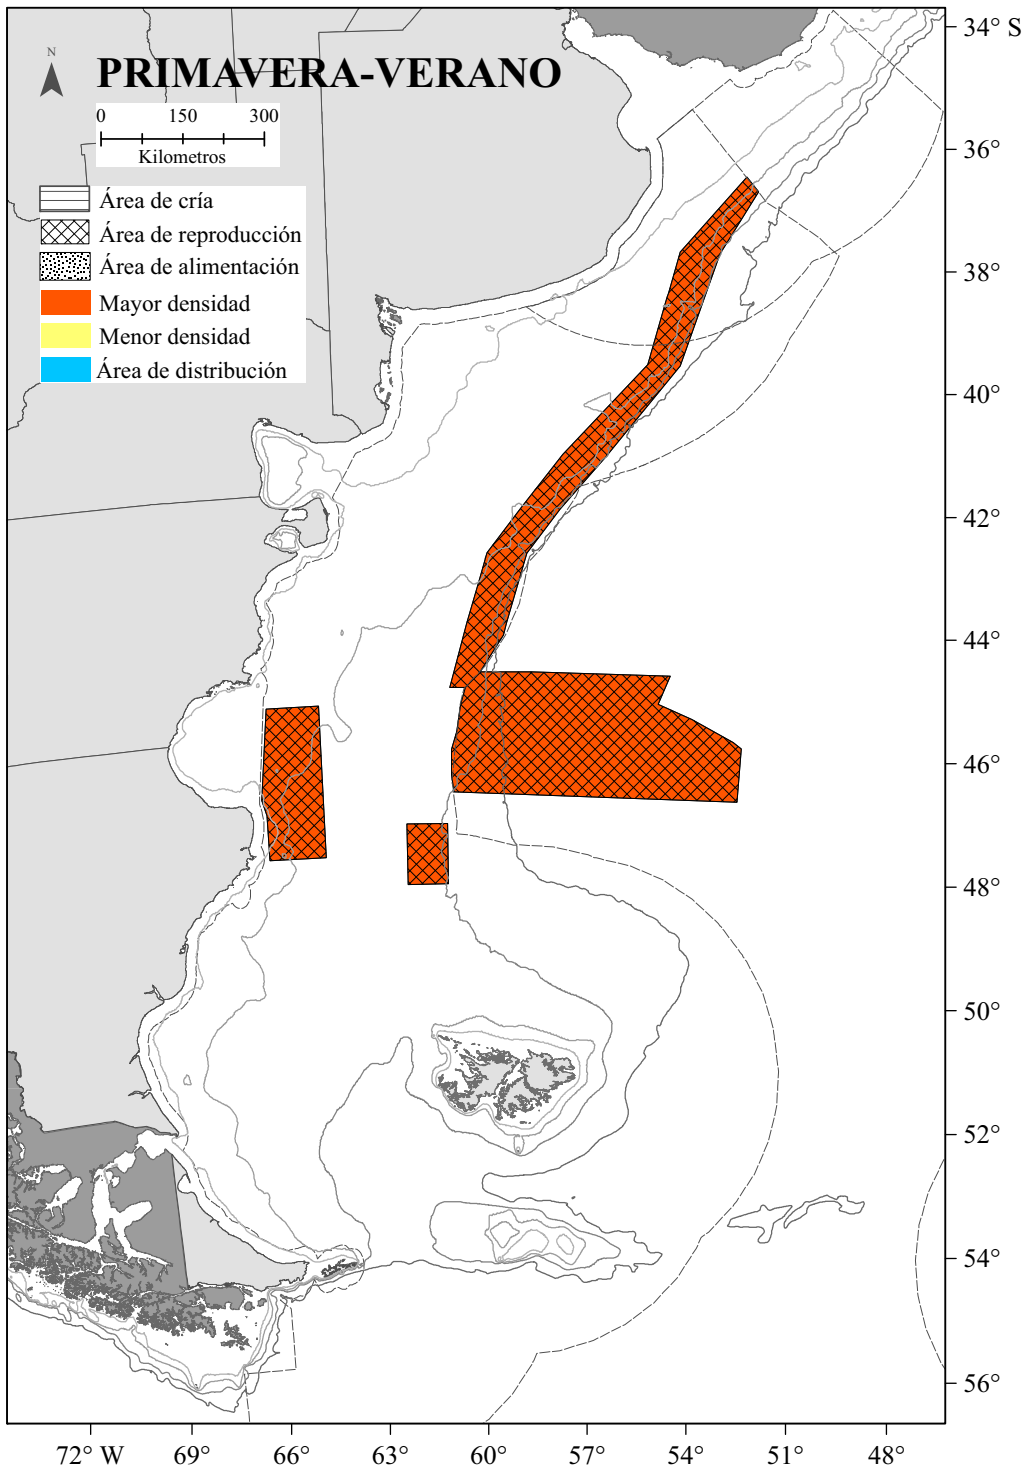 34° S
N
PRIMAVERA-VERANO
0 150 300
Kilometros
36°
Área de cría
Área de reproducción
Área de alimentación
38°
Mayor densidad
Menor densidad
Área de distribución
40°
42°
44°
46°
48°
50°
52°
54°
56°
72° W 69° 66° 63° 60° 57° 54° 51° 48°